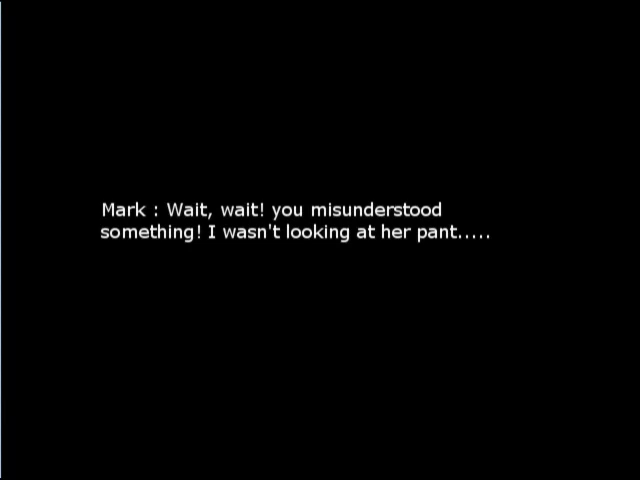 Mark : Wait, wait! you misunderstood
something! I wasn't looking at her pant.....